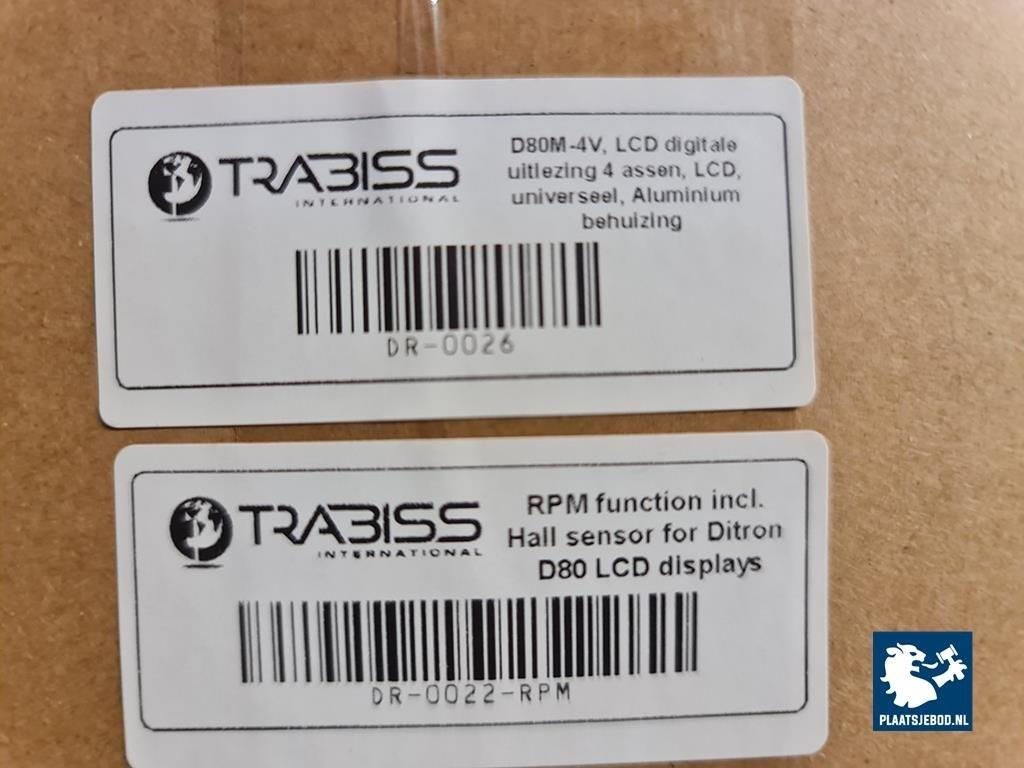 TRABISS
INTERNATIONAL
D80M-4V, LCD digitale
uitlezing 4 assen, LCD,
universeel, Aluminium
behuizing
DR-0026
TRABISS
INTERNATIONAL
RPM function incl.
Hall sensor for Ditron
D80 LCD displays
DR-0022-RPM
PLAATSJEBOD.NL